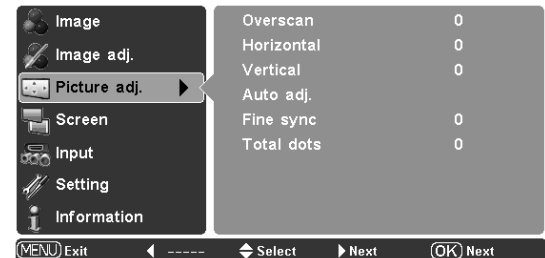 Image
Image adj.
Picture adj.
Screen
Input
Setting
Information
Overscan 0
Horizontal 0
Vertical 0
Auto adj.
Fine sync 0
Total dots 0
MENU Exit ----- Select Next OK Next